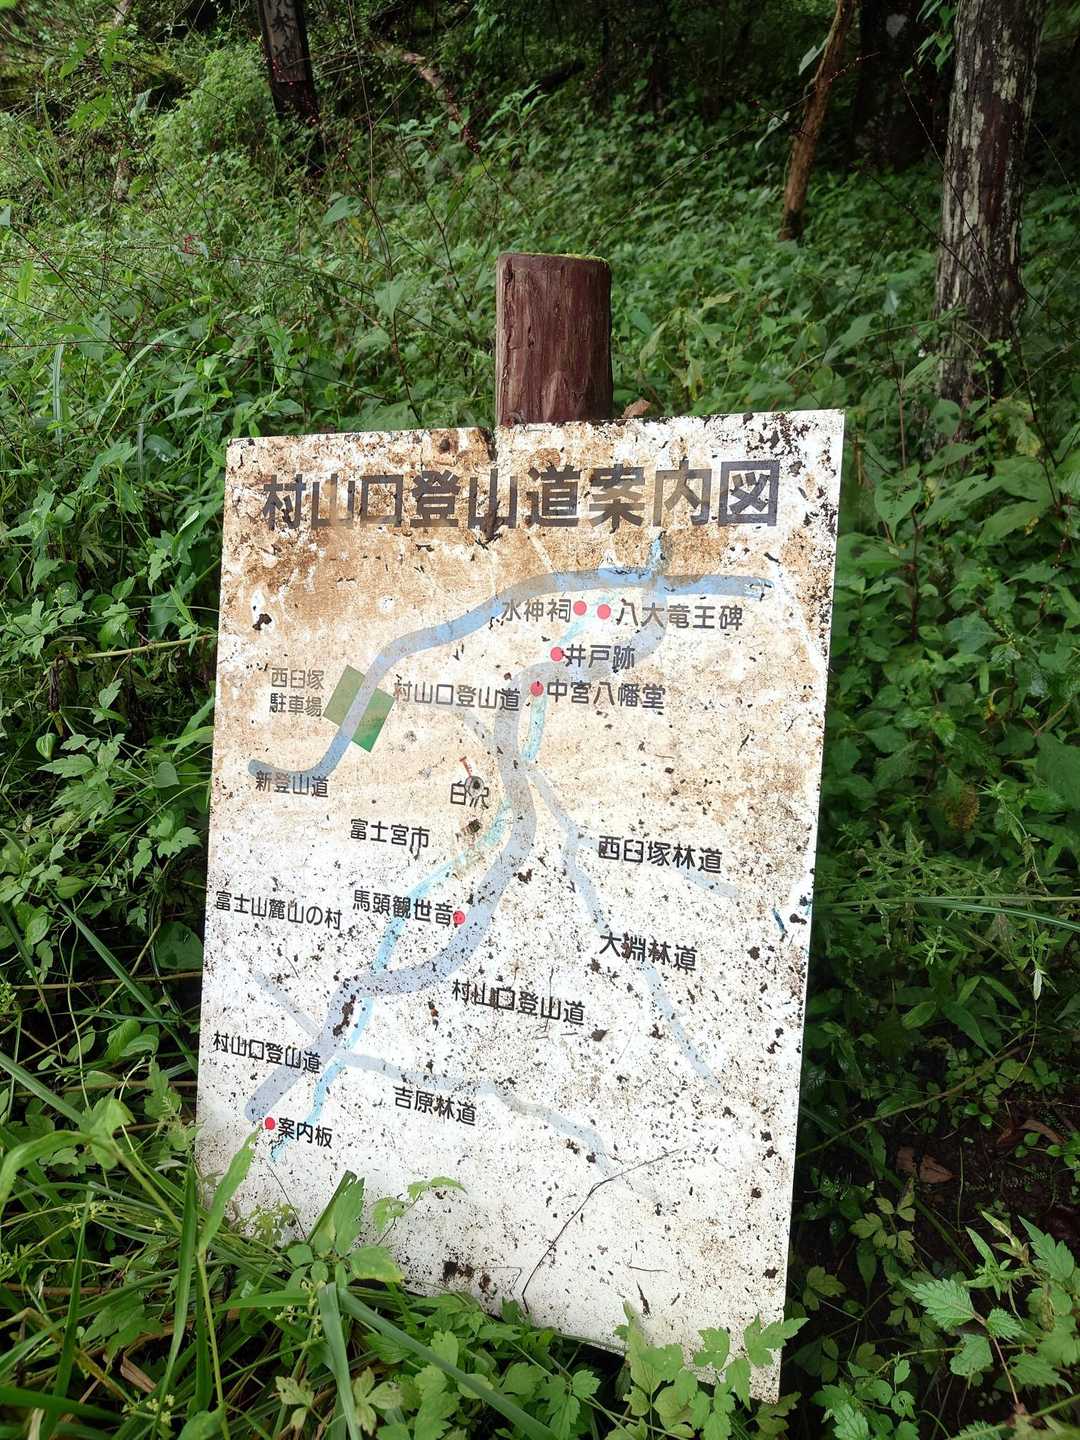 村山口登山道案内図
水神祠
八大竜王碑
井戸跡
西臼塚
駐車場
村山口登山道
中宮八幡堂
新登山道
白沢
富士宮市
西臼塚林道
富士山麓山の村
馬頭観世音
大淵林道
村山口登山道
村山口登山道
吉原林道
案内板